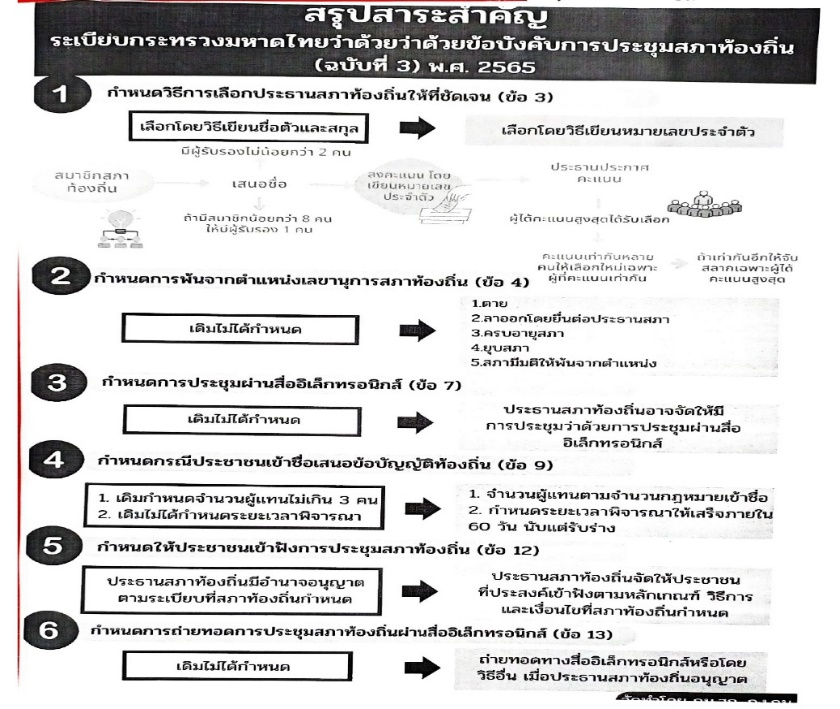 สรุปสาระสำคัญ
ระเบียบกระทรวงมหาดไทยว่าด้วยว่าด้วยข้อบังคับการประชุมสภาท้องถิ่น
(ฉบับที่ 3) พ.ศ. 2565
1 กำหนดวิธีการเลือกประธานสภาท้องถิ่นให้ที่ชัดเจน (ข้อ 3)
เลือกโดยวิธีเขียนชื่อตัวและสกุล
เลือกโดยวิธีเขียนหมายเลขประจำตัว
มีผู้รับรองไม่น้อยกว่า 2 คน
สมาชิกสภา
ท้องถิ่น
เสนอชื่อ
ถ้ามีสมาชิกน้อยกว่า 8 คน
ให้มีผู้รับรอง 1 คน
ลงคะแนน โดย
เขียนหมายเลข
ประจำตัว
ประธานประกาศ
คะแนน
ผู้ได้คะแนนสูงสุดได้รับเลือก
คะแนนเท่ากันหลาย
คนให้เลือกใหม่เฉพาะ
ผู้ที่คะแนนเท่ากัน
ถ้าเท่ากันอีกให้จับ
สลากเฉพาะผู้ได้
คะแนนสูงสุด
2 กำหนดการพ้นจากตำแหน่งเลขานุการสภาท้องถิ่น (ข้อ 4)
เดิมไม่ได้กำหนด
1.ตาย
2.ลาออกโดยยื่นต่อประธานสภา
3.ครบอายุสภา
4.ยุบสภา
5.สภามีมติให้พ้นจากตำแหน่ง
3 กำหนดการประชุมผ่านสื่ออิเล็กทรอนิกส์ (ข้อ 7)
เดิมไม่ได้กำหนด
ประธานสภาท้องถิ่นอาจจัดให้มี
การประชุมว่าด้วยการประชุมผ่านสื่อ
อิเล็กทรอนิกส์
4 กำหนดกรณีประชาชนเข้าชื่อเสนอข้อบัญญัติท้องถิ่น (ข้อ 9)
1. เดิมกำหนดจำนวนผู้แทนไม่เกิน 3 คน
2. เดิมไม่ได้กำหนดระยะเวลาพิจารณา
1. จำนวนผู้แทนตามจำนวนกฎหมายเข้าชื่อ
2. กำหนดระยะเวลาพิจารณาให้เสร็จภายใน
60 วัน นับแต่รับร่าง
5 กำหนดให้ประชาชนเข้าฟังการประชุมสภาท้องถิ่น (ข้อ 12)
ประธานสภาท้องถิ่นมีอำนาจอนุญาต
ตามระเบียบที่สภาท้องถิ่นกำหนด
ประธานสภาท้องถิ่นจัดให้ประชาชน
ที่ประสงค์เข้าฟังตามหลักเกณฑ์ วิธีการ
และเงื่อนไขที่สภาท้องถิ่นกำหนด
6 กำหนดการถ่ายทอดการประชุมสภาท้องถิ่นผ่านสื่ออิเล็กทรอนิกส์ (ข้อ 13)
เดิมไม่ได้กำหนด
ถ่ายทอดทางสื่ออิเล็กทรอนิกส์หรือโดย
วิธีอื่น เมื่อประธานสภาท้องถิ่นอนุญาต